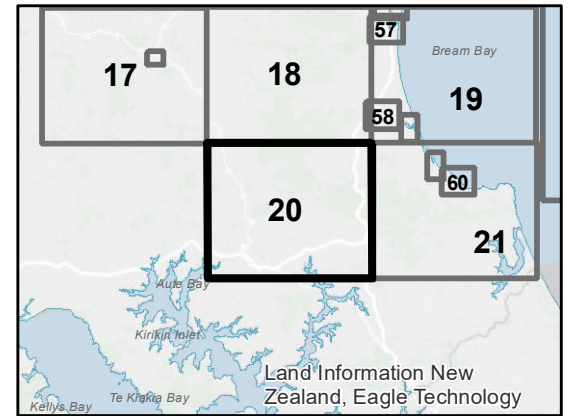 57
Bream Bay
17
18
19
58
60
20
21
Aute Bay
Kirikiri Inlet
Land Information New
Zealand, Eagle Technology
Te Kiakia Bay
Kellys Bay